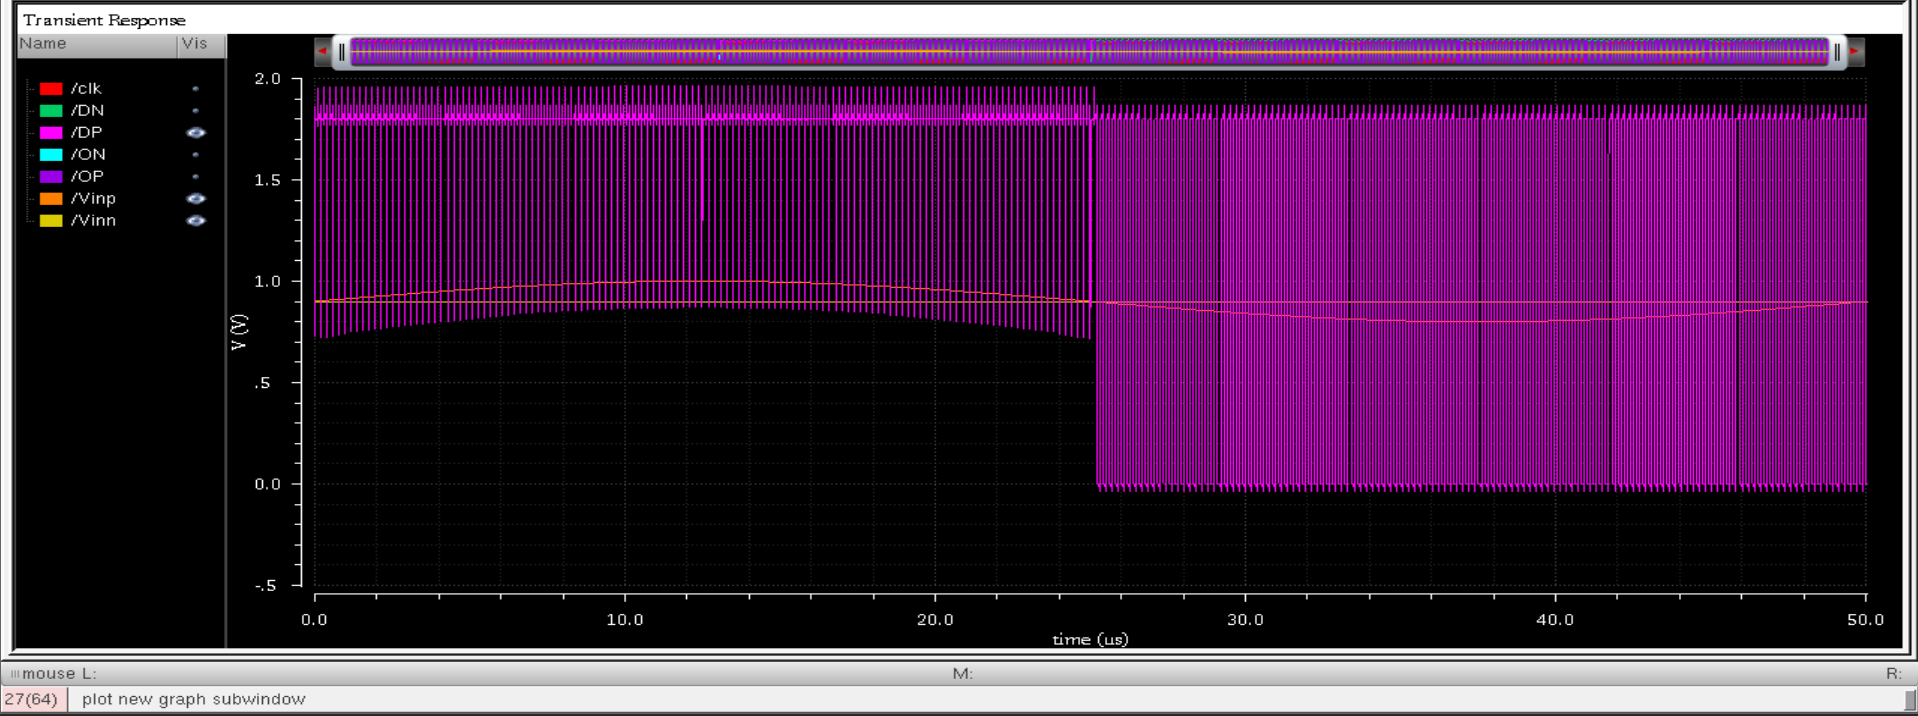 Transient Response
Name Vis
/clk
/DN
/DP
/ON
/OP
/Vinp
/Vinn
2.0
1.5
1.0
.5
0.0
-.5
V (V)
0.0 10.0 20.0 30.0 40.0 50.0
time (us)
mouse L: M: R:
27(64) plot new graph subwindow